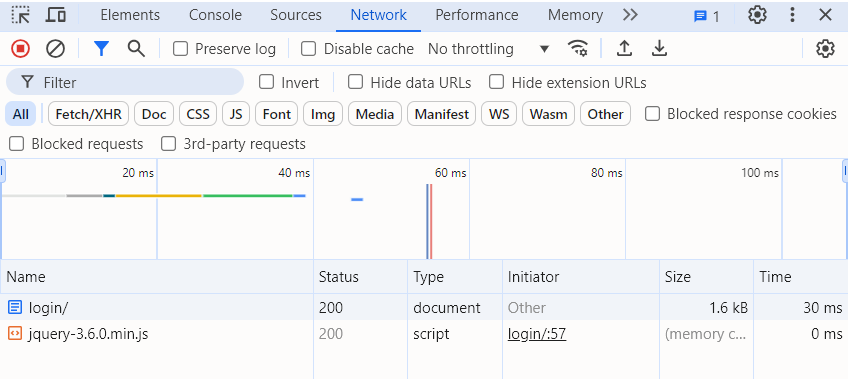 Elements Console Sources Network Performance Memory 1
Preserve log Disable cache No throttling
Filter Invert Hide data URLs Hide extension URLs
All Fetch/XHR Doc CSS JS Font Img Media Manifest WS Wasm Other Blocked response cookies
Blocked requests 3rd-party requests
20 ms 40 ms 60 ms 80 ms 100 ms
Name Status Type Initiator Size Time
login/ 200 document Other 1.6 kB 30 ms
jquery-3.6.0.min.js 200 script login/:57 (memory c... 0 ms